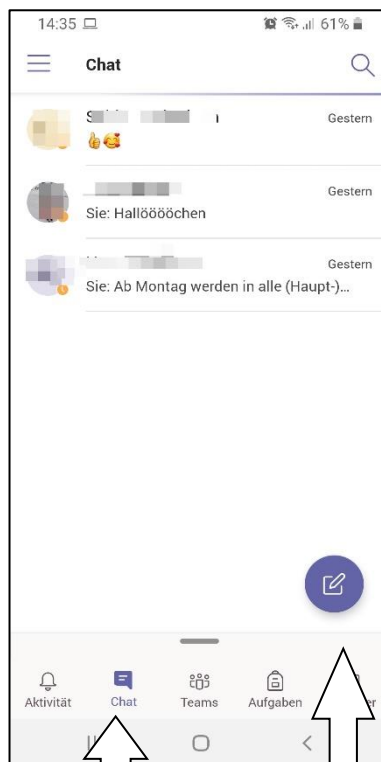 14:35 61%
Chat
Gestern
👍🥰
Gestern
Sie: Hallööööchen
Gestern
Sie: Ab Montag werden in alle (Haupt-)...
Aktivität Chat Teams Aufgaben